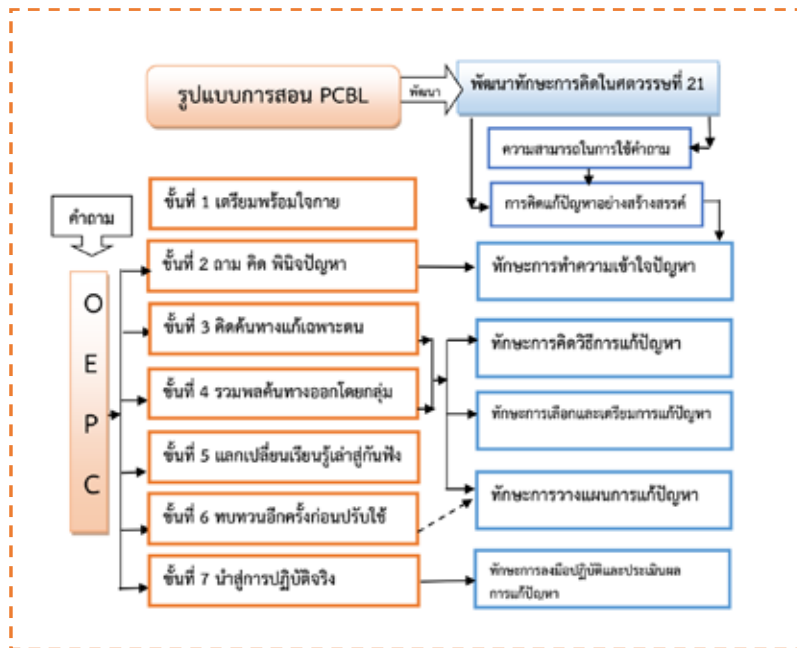 รูปแบบการสอน PCBL
พัฒนา
พัฒนาทักษะการคิดในศตวรรษที่ 21
ความสามารถในการใช้คำถาม
การคิดแก้ปัญหาอย่างสร้างสรรค์
คำถาม
O
E
P
C
ขั้นที่ 1 เตรียมพร้อมใจกาย
ขั้นที่ 2 ถาม คิด พินิจปัญหา
ทักษะการทำความเข้าใจปัญหา
ขั้นที่ 3 คิดค้นทางแก้เฉพาะตน
ทักษะการคิดวิธีการแก้ปัญหา
ขั้นที่ 4 รวมพลค้นทางออกโดยกลุ่ม
ทักษะการเลือกและเตรียมการแก้ปัญหา
ขั้นที่ 5 แลกเปลี่ยนเรียนรู้เล่าสู่กันฟัง
ขั้นที่ 6 ทบทวนอีกครั้งก่อนปรับใช้
ทักษะการวางแผนการแก้ปัญหา
ขั้นที่ 7 นำสู่การปฏิบัติจริง
ทักษะการลงมือปฏิบัติและประเมินผล
การแก้ปัญหา